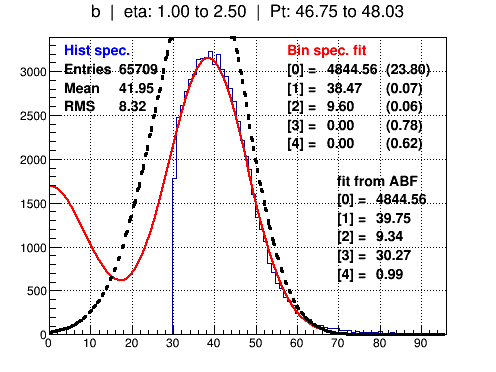 b | eta: 1.00 to 2.50 | Pt: 46.75 to 48.03
Hist spec.
Entries 65709
Mean 41.95
RMS 8.32
Bin spec. fit
[0] = 4844.56 (23.80)
[1] = 38.47 (0.07)
[2] = 9.60 (0.06)
[3] = 0.00 (0.78)
[4] = 0.00 (0.62)
fit from ABF
[0] = 4844.56
[1] = 39.75
[2] = 9.34
[3] = 30.27
[4] = 0.99
3000
2500
2000
1500
1000
500
0
0 10 20 30 40 50 60 70 80 90